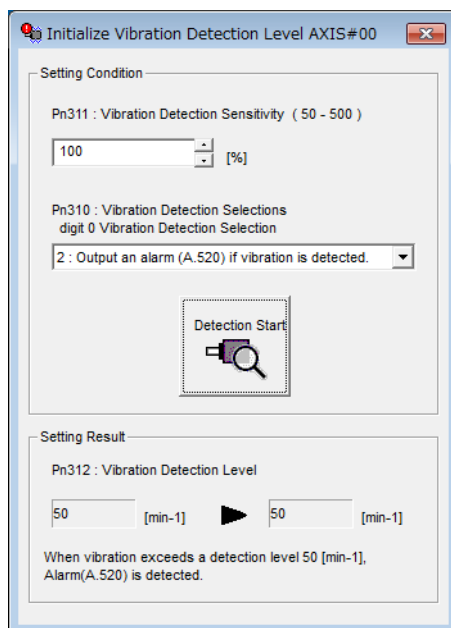 Initialize Vibration Detection Level AXIS#00
Setting Condition
Pn311 : Vibration Detection Sensitivity ( 50 - 500 )
100
[%]
Pn310 : Vibration Detection Selections
digit 0 Vibration Detection Selection
2 : Output an alarm (A.520) if vibration is detected.
Detection Start
Setting Result
Pn312 : Vibration Detection Level
50 [min-1] 50 [min-1]
When vibration exceeds a detection level 50 [min-1],
Alarm(A.520) is detected.